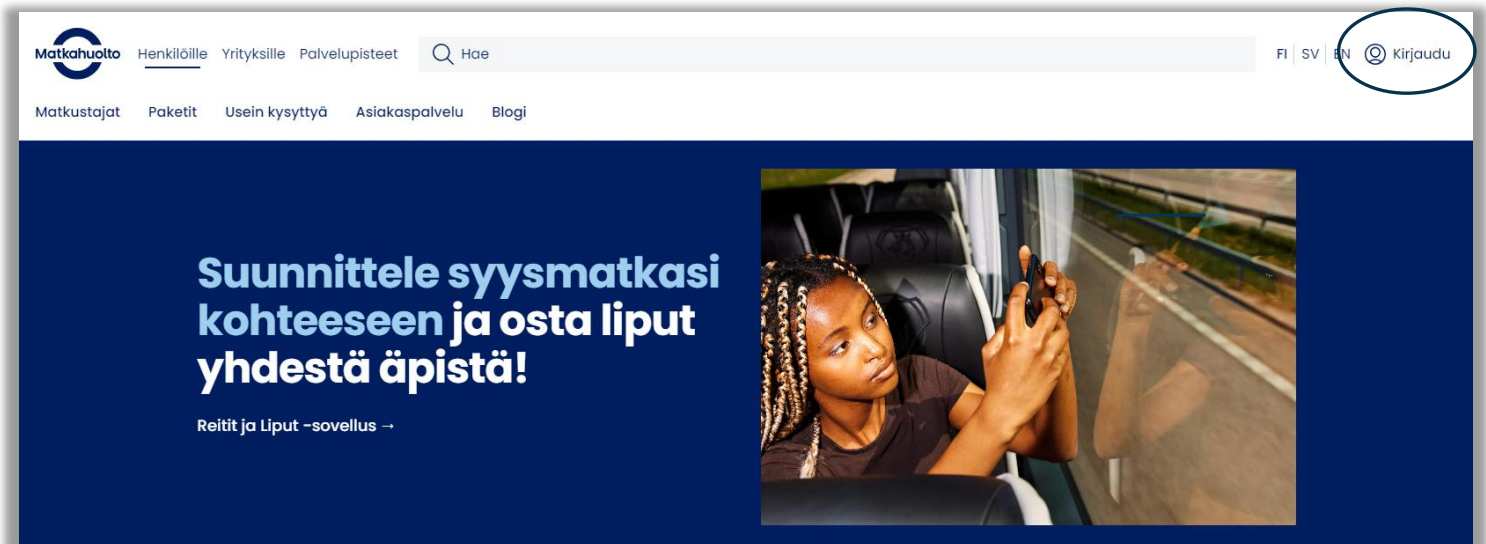 Matkahuolto Henkilöille Yrityksille Palvelupisteet Hae FI SV EN Kirjaudu
Matkustajat Paketit Usein kysyttyä Asiakaspalvelu Blogi
Suunnittele syysmatkasi
kohteeseen ja osta liput
yhdestä äpistä!
Reitit ja Liput -sovellus →